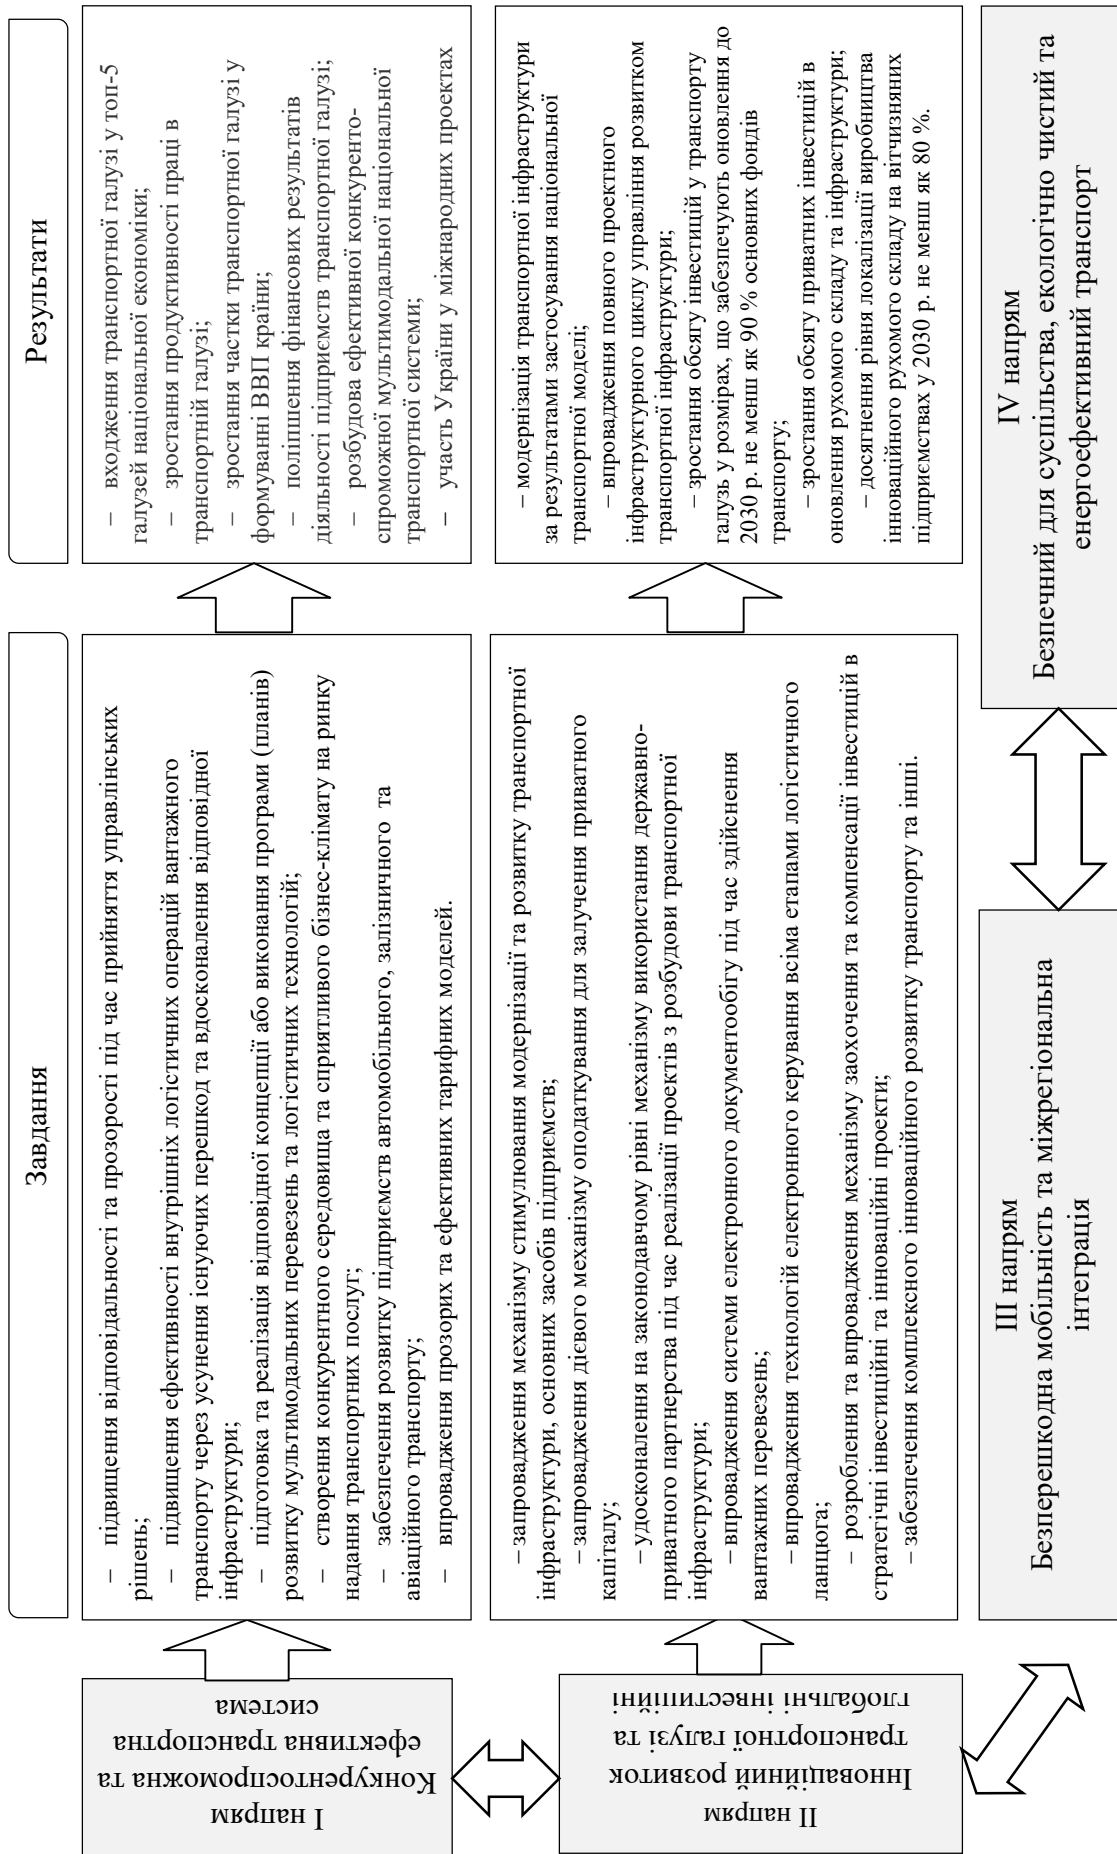 Завдання
Результати
I напрям
Конкурентоспроможна та
ефективна транспортна
система
– підвищення відповідальності та прозорості під час прийняття управлінських
рішень;
– підвищення ефективності внутрішніх логістичних операцій вантажного
транспорту через усунення існуючих перешкод та вдосконалення відповідної
інфраструктури;
– підготовка та реалізація відповідної концепції або виконання програми (планів)
розвитку мультимодальних перевезень та логістичних технологій;
– створення конкурентного середовища та сприятливого бізнес-клімату на ринку
надання транспортних послуг;
– забезпечення розвитку підприємств автомобільного, залізничного та
авіаційного транспорту;
– впровадження прозорих та ефективних тарифних моделей.
– входження транспортної галузі у топ-5
галузей національної економіки;
– зростання продуктивності праці в
транспортній галузі;
– зростання частки транспортної галузі у
формуванні ВВП країни;
– поліпшення фінансових результатів
діяльності підприємств транспортної галузі;
– розбудова ефективної конкуренто-
спроможної мультимодальної національної
транспортної системи;
– участь України у міжнародних проектах
II напрям
Інноваційний розвиток
транспортної галузі та
глобальні інвестиційні
– запровадження механізму стимулювання модернізації та розвитку транспортної
інфраструктури, основних засобів підприємств;
– запровадження дієвого механізму оподаткування для залучення приватного
капіталу;
– удосконалення на законодавчому рівні механізму використання державно-
приватного партнерства під час реалізації проектів з розбудови транспортної
інфраструктури;
– впровадження системи електронного документообігу під час здійснення
вантажних перевезень;
– впровадження технологій електронного керування всіма етапами логістичного
ланцюга;
– розроблення та впровадження механізму заохочення та компенсації інвестицій в
стратегічні інвестиційні та інноваційні проекти;
– забезпечення комплексного інноваційного розвитку транспорту та інші.
– модернізація транспортної інфраструктури
за результатами застосування національної
транспортної моделі;
– впровадження повного проектного
інфраструктурного циклу управління розвитком
транспортної інфраструктури;
– зростання обсягу інвестицій у транспорту
галузь у розмірах, що забезпечують оновлення до
2030 р. не менш як 90 % основних фондів
транспорту;
– зростання обсягу приватних інвестицій в
оновлення рухомого складу та інфраструктури;
– досягнення рівня локалізації виробництва
інноваційного рухомого складу на вітчизняних
підприємствах у 2030 р. не менш як 80 %.
III напрям
Безперешкодна мобільність та міжрегіональна
інтеграція
IV напрям
Безпечний для суспільства, екологічно чистий та
енергоефективний транспорт